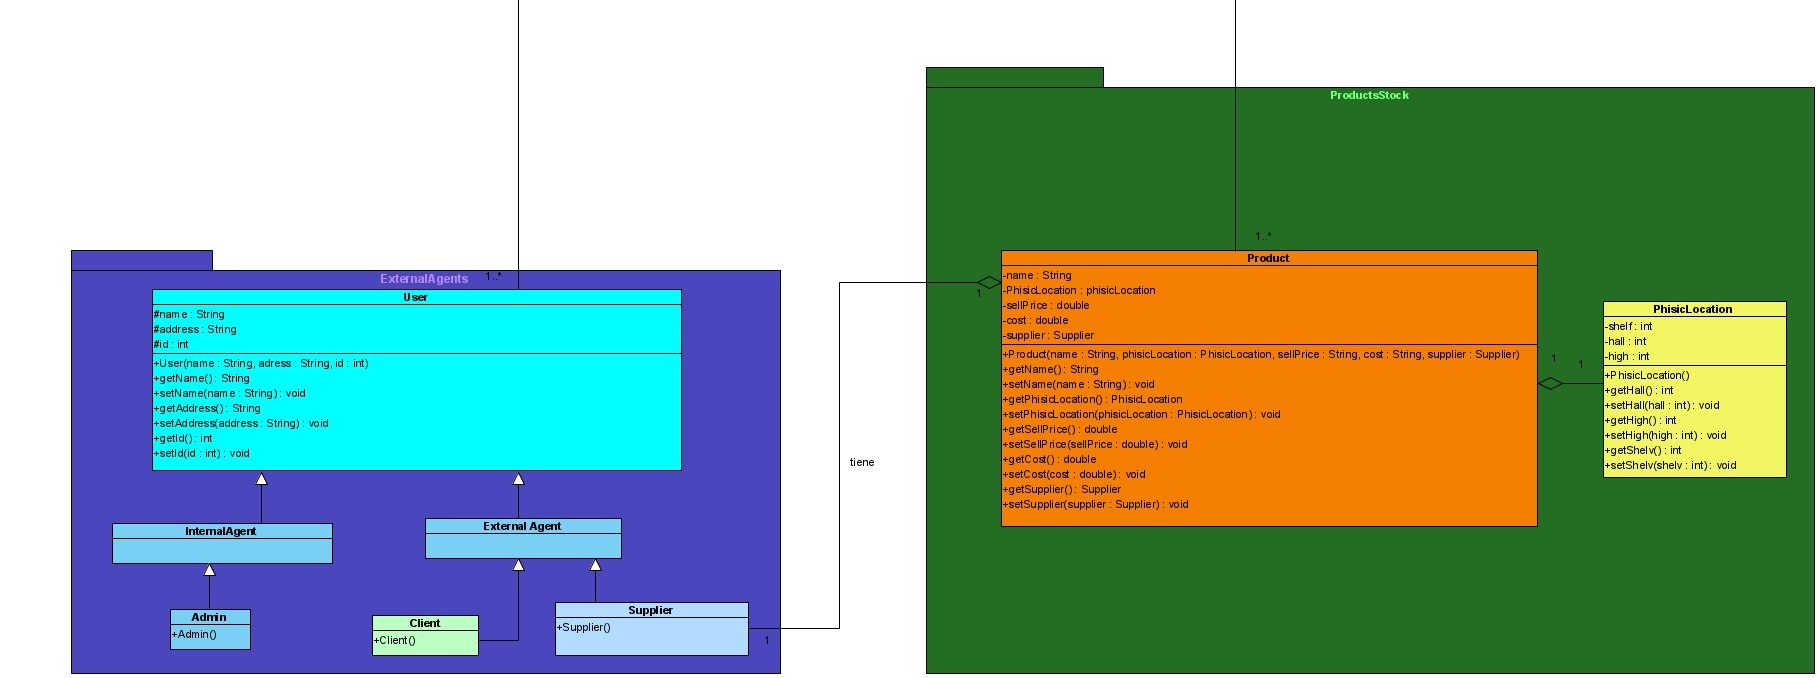 ExternalAgents
1..*
User
#name : String
#address : String
#id : int
+User(name : String, adress : String, id : int)
+getName() : String
+setName(name : String) : void
+getAddress() : String
+setAddress(address : String) : void
+getId() : int
+setId(id : int) : void
InternalAgent
External Agent
Admin
+Admin()
Client
+Client()
Supplier
+Supplier()
1
tiene
ProductsStock
1..*
1
Product
-name : String
-PhisicLocation : phisicLocation
-sellPrice : double
-cost : double
-supplier : Supplier
+Product(name : String, phisicLocation : PhisicLocation, sellPrice : String, cost : String, supplier : Supplier)
+getName() : String
+setName(name : String) : void
+getPhisicLocation() : PhisicLocation
+setPhisicLocation(phisicLocation : PhisicLocation) : void
+getSellPrice() : double
+setSellPrice(sellPrice : double) : void
+getCost() : double
+setCost(cost : double) : void
+getSupplier() : Supplier
+setSupplier(supplier : Supplier) : void
1
1
PhisicLocation
-shelf : int
-hall : int
-high : int
+PhisicLocation()
+getHall() : int
+setHall(hall : int) : void
+getHigh() : int
+setHigh(high : int) : void
+getShelv() : int
+setShelv(shelv : int) : void